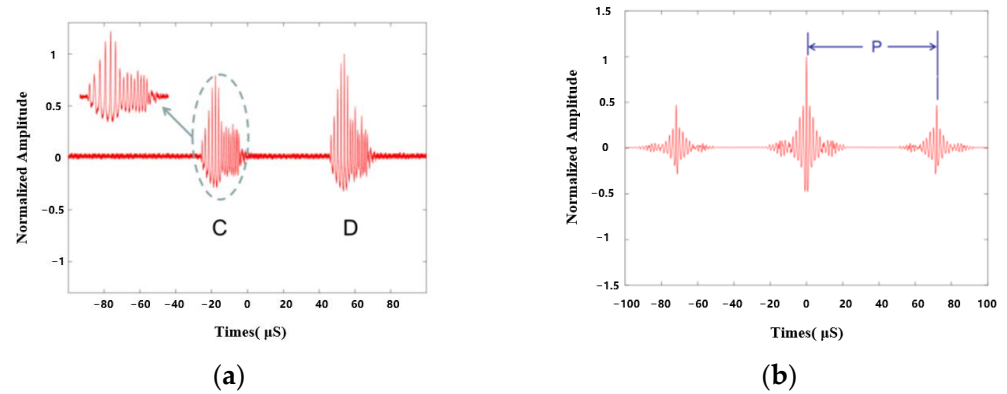 1
0.5
0
−0.5
−1
Normalized Amplitude
C
D
−80 −60 −40 −20 0 20 40 60 80
Times( μS)
(a)
1.5
1
0.5
0
−0.5
−1
−1.5
Normalized Amplitude
P
−100 −80 −60 −40 −20 0 20 40 60 80 100
Times( μS)
(b)